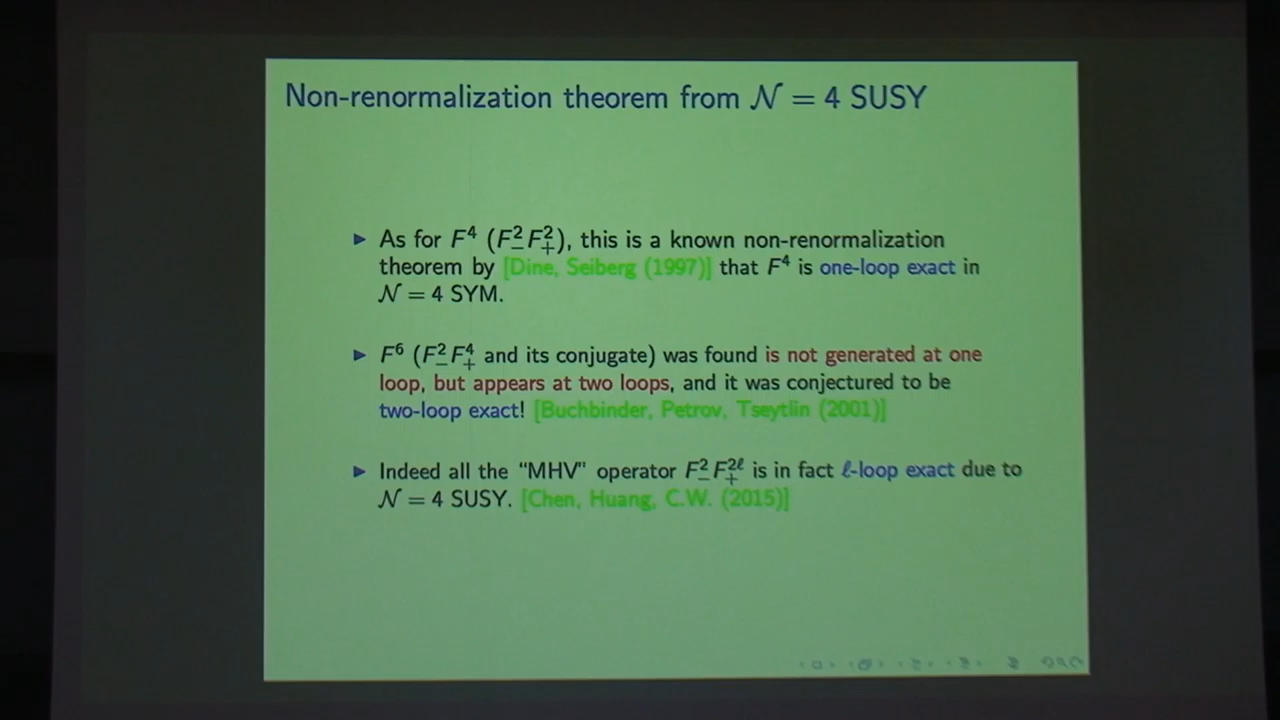 Non-renormalization theorem from 𝒩 = 4 SUSY
▶ As for F⁴ (F₋²F₊²), this is a known non-renormalization
theorem by [Dine, Seiberg (1997)] that F⁴ is one-loop exact in
𝒩 = 4 SYM.
▶ F⁶ (F₋²F₊⁴ and its conjugate) was found is not generated at one
loop, but appears at two loops, and it was conjectured to be
two-loop exact! [Buchbinder, Petrov, Tseytlin (2001)]
▶ Indeed all the “MHV” operator F₋²F₊²ˡ is in fact ℓ-loop exact due to
𝒩 = 4 SUSY. [Chen, Huang, C.W. (2015)]